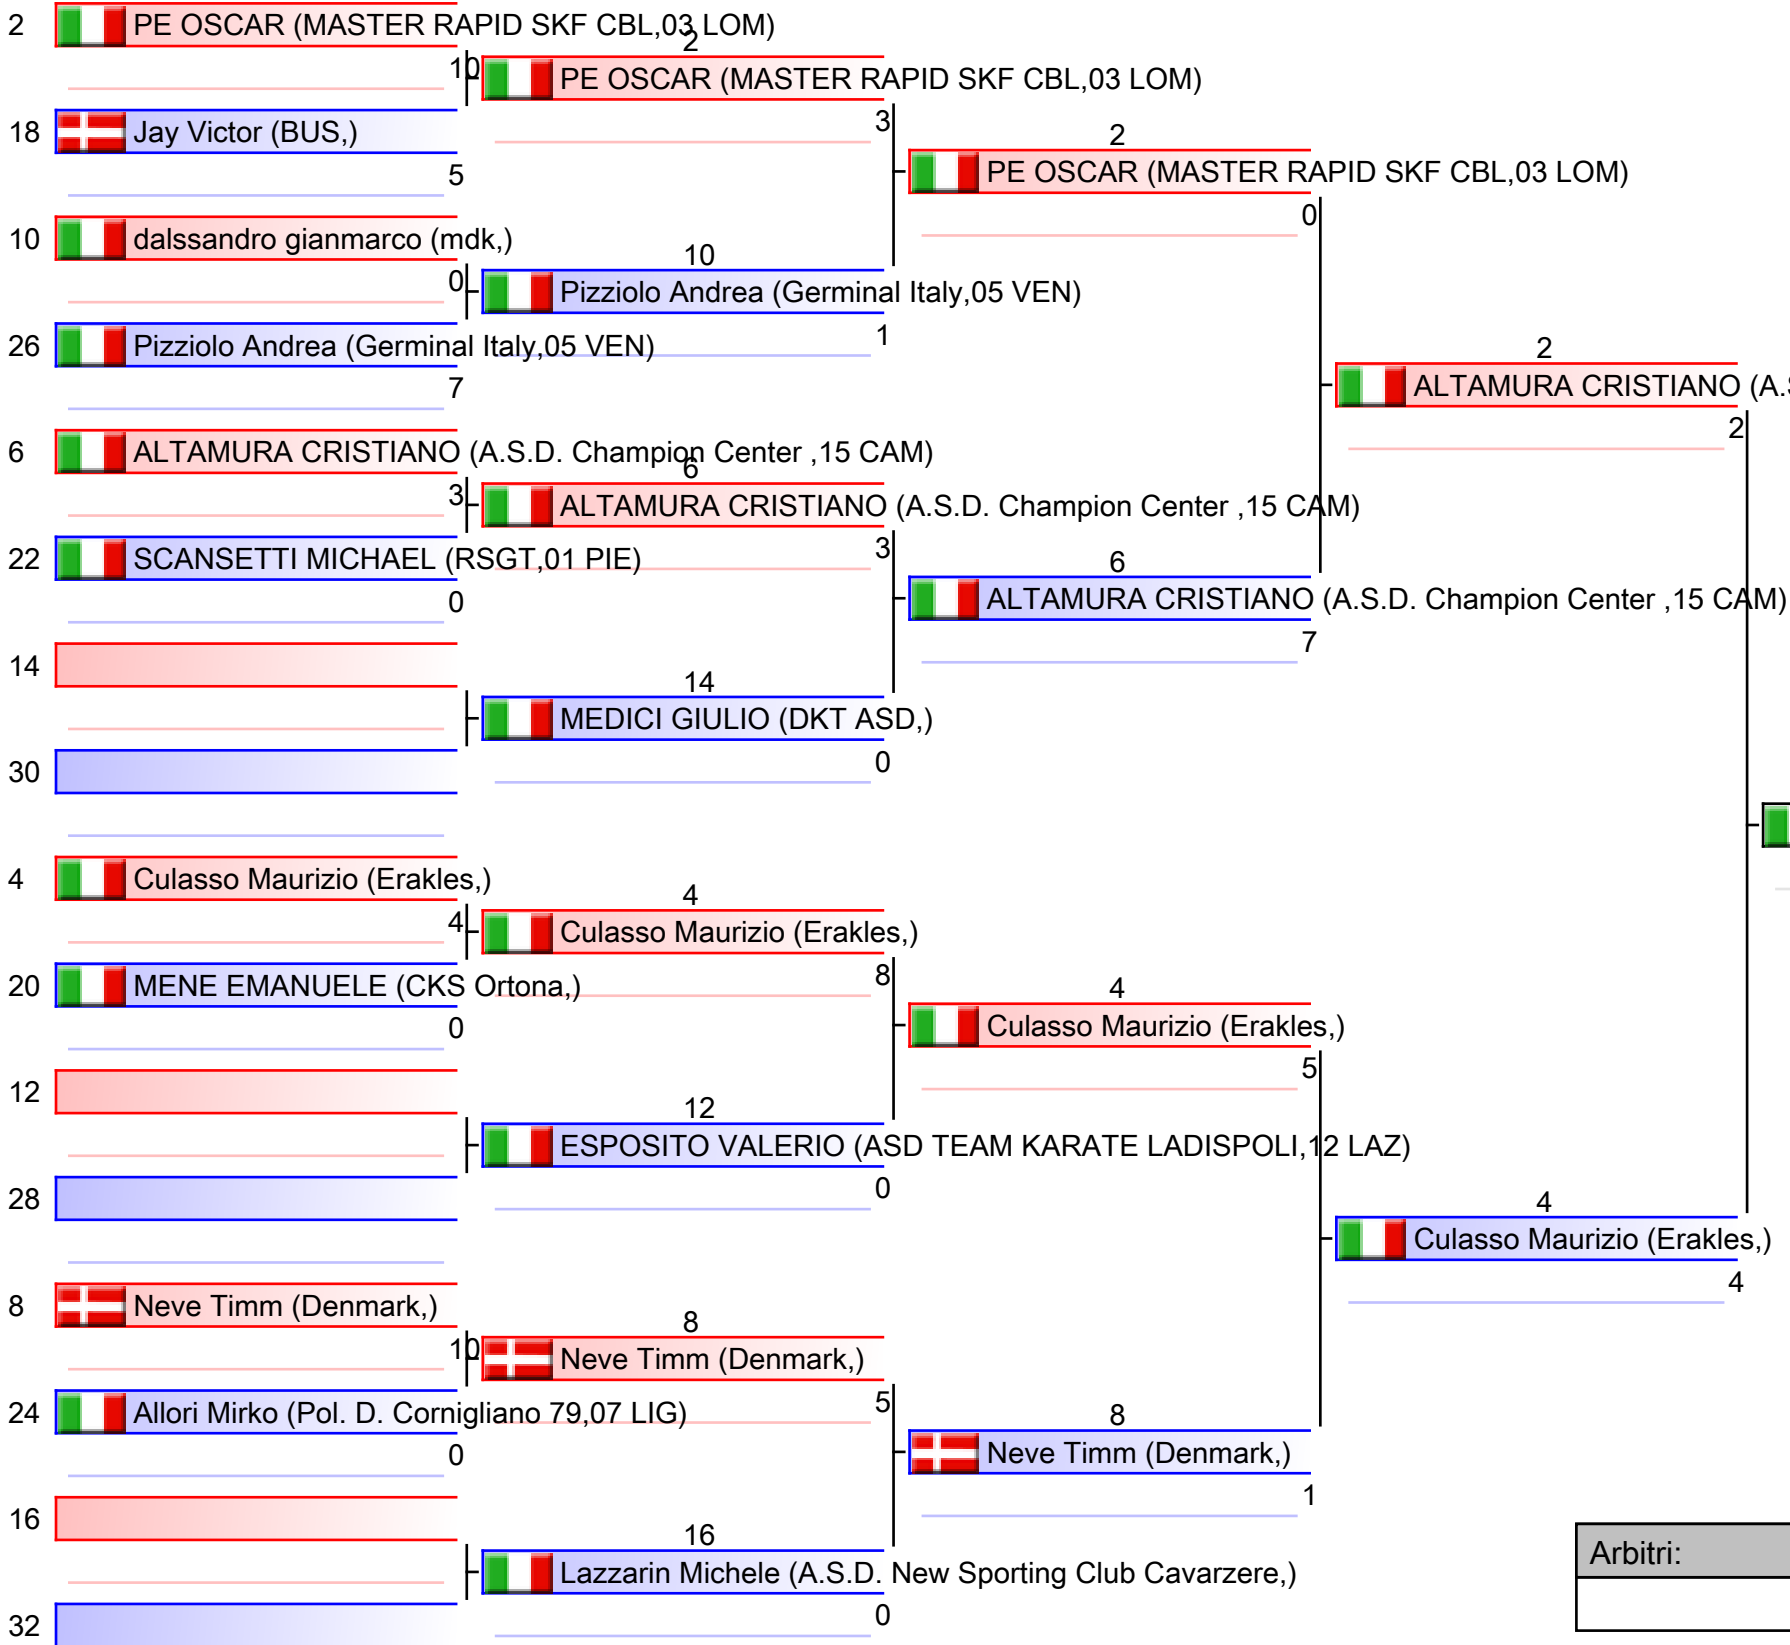 2 PE OSCAR (MASTER RAPID SKF CBL,03 LOM)
10
2
PE OSCAR (MASTER RAPID SKF CBL,03 LOM)
3
18 Jay Victor (BUS,)
5
2
PE OSCAR (MASTER RAPID SKF CBL,03 LOM)
0
10 dalssandro gianmarco (mdk,)
0
10
Pizziolo Andrea (Germinal Italy,05 VEN)
1
26 Pizziolo Andrea (Germinal Italy,05 VEN)
7
2
ALTAMURA CRISTIANO (A.S
2
6 ALTAMURA CRISTIANO (A.S.D. Champion Center ,15 CAM)
3
6
ALTAMURA CRISTIANO (A.S.D. Champion Center ,15 CAM)
3
22 SCANSETTI MICHAEL (RSGT,01 PIE)
0
6
ALTAMURA CRISTIANO (A.S.D. Champion Center ,15 CAM)
7
14
14
MEDICI GIULIO (DKT ASD,)
0
30
4 Culasso Maurizio (Erakles,)
4
4
Culasso Maurizio (Erakles,)
8
20 MENE EMANUELE (CKS Ortona,)
0
4
Culasso Maurizio (Erakles,)
5
12
12
ESPOSITO VALERIO (ASD TEAM KARATE LADISPOLI,12 LAZ)
0
28
4
Culasso Maurizio (Erakles,)
4
8 Neve Timm (Denmark,)
10
8
Neve Timm (Denmark,)
5
24 Allori Mirko (Pol. D. Cornigliano 79,07 LIG)
0
8
Neve Timm (Denmark,)
1
16
16
Lazzarin Michele (A.S.D. New Sporting Club Cavarzere,)
0
32
Arbitri: